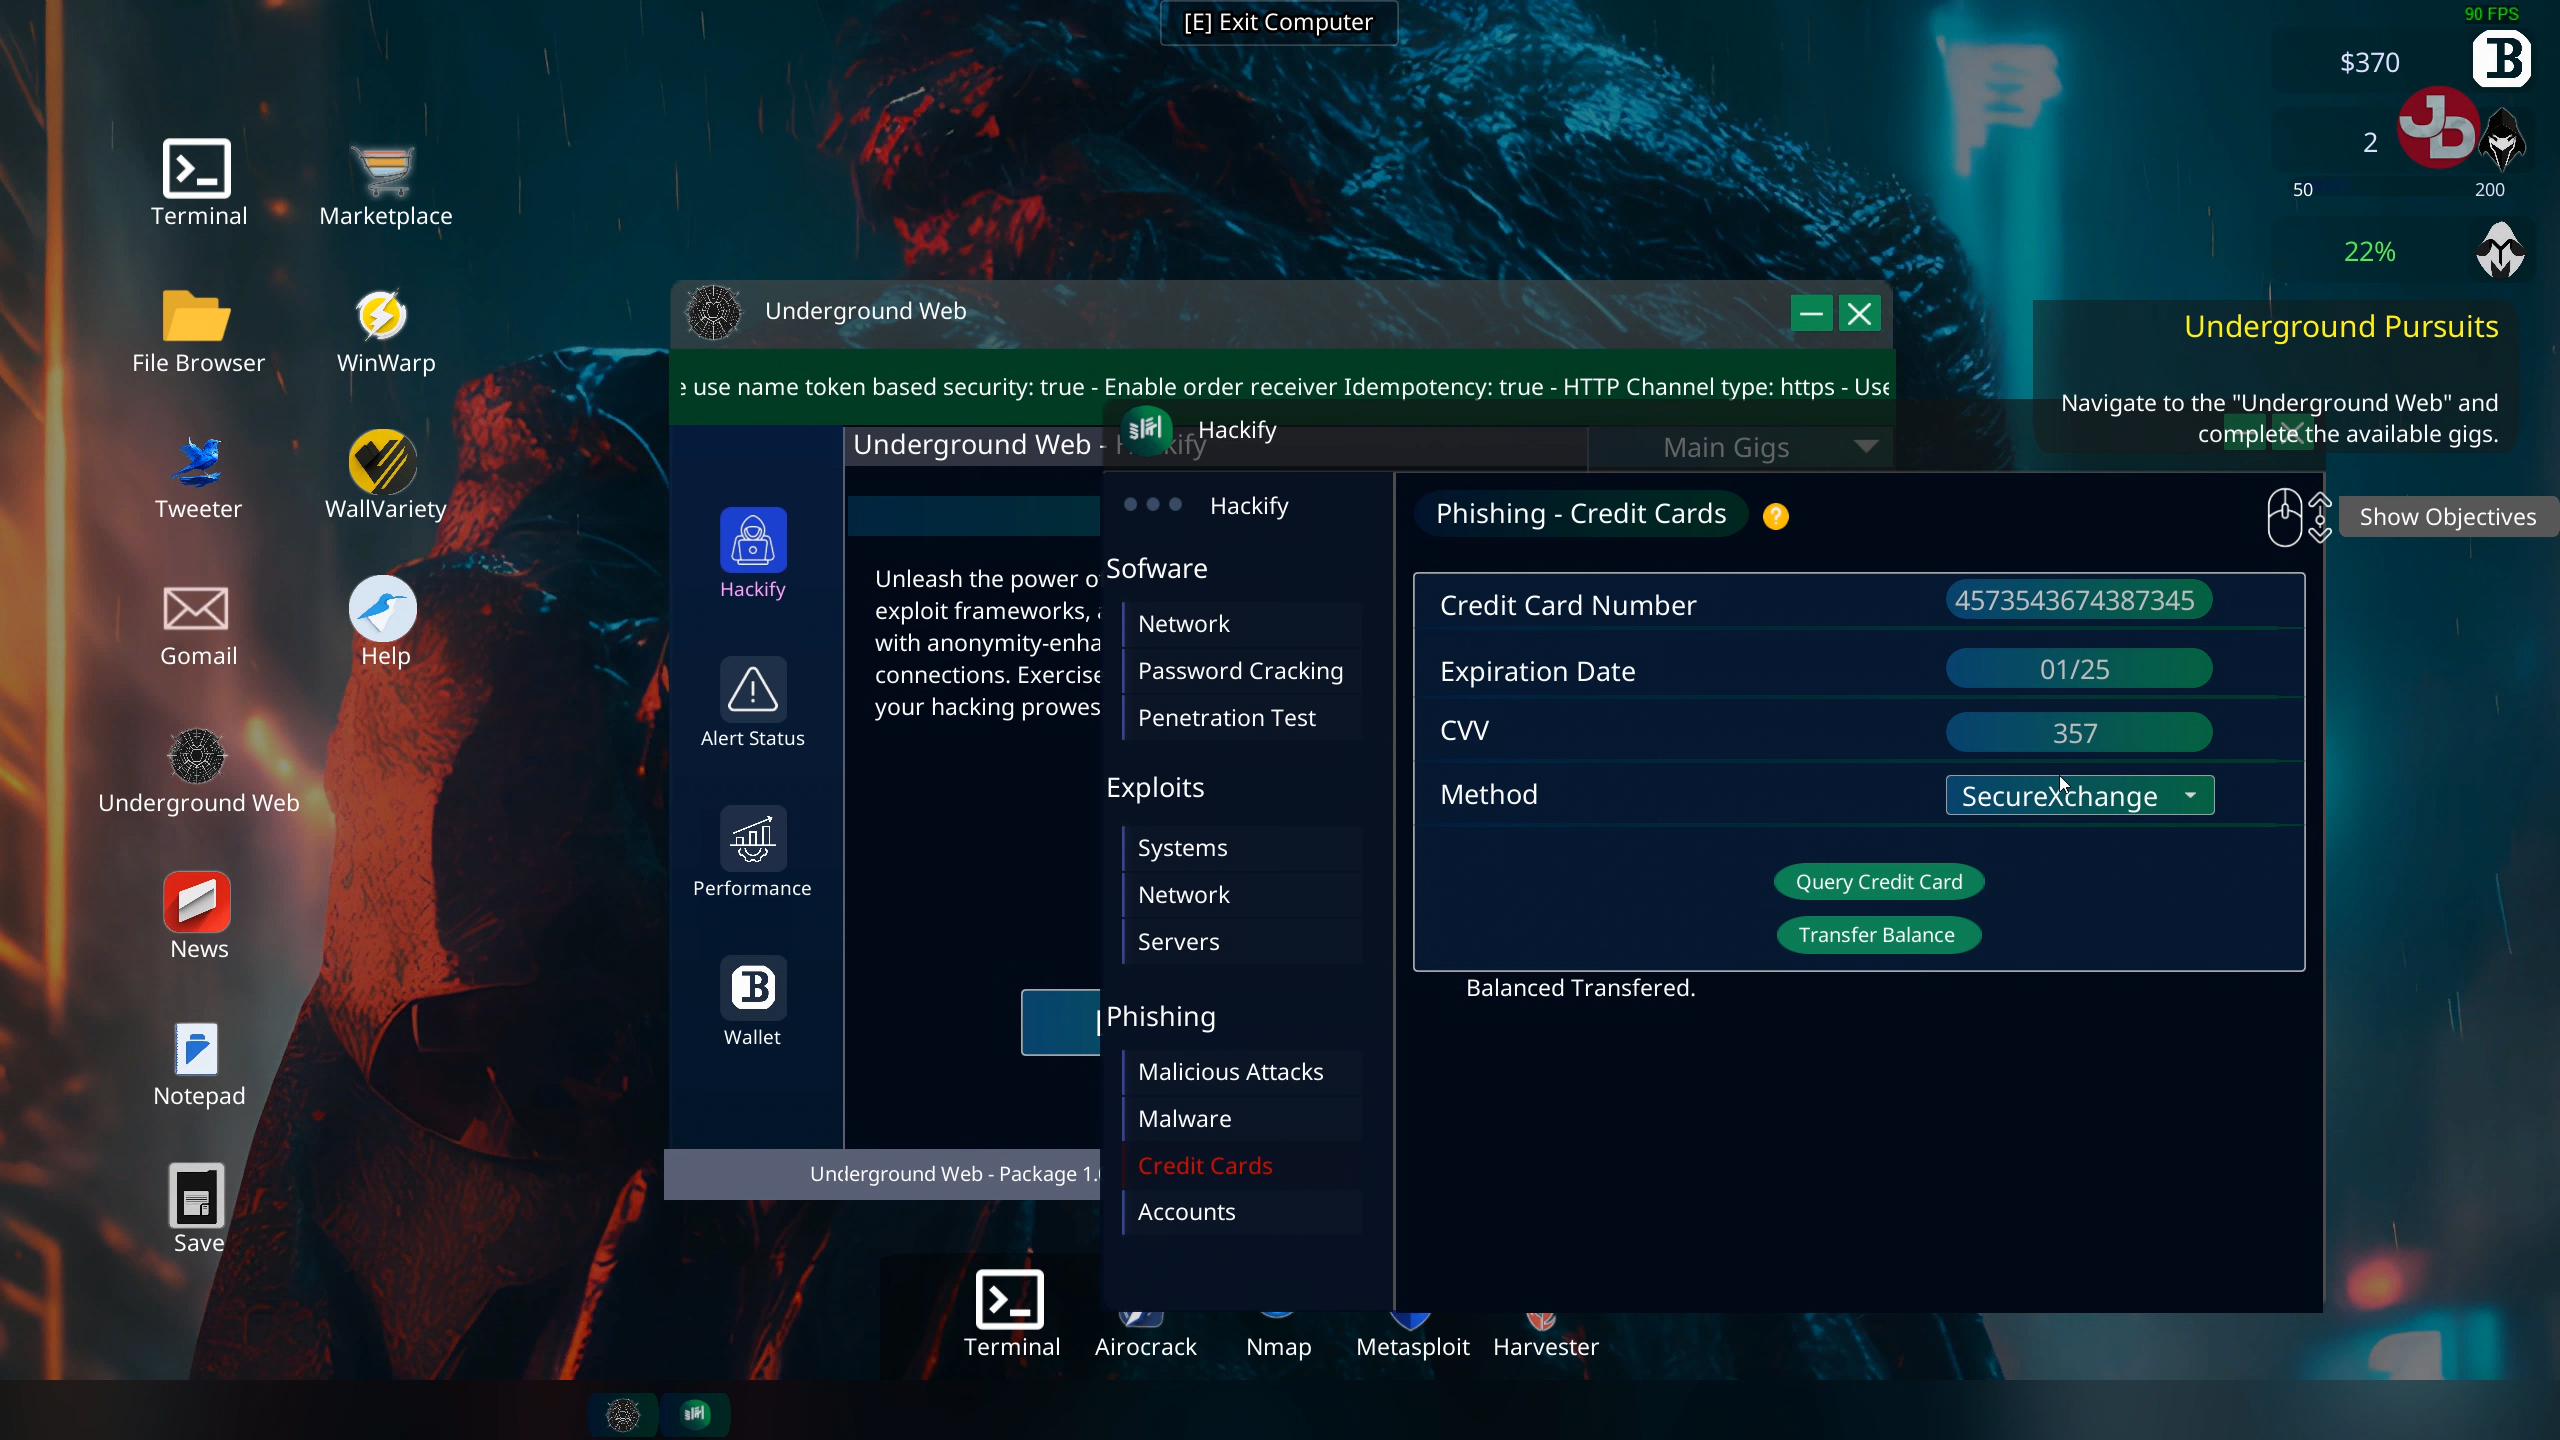 [E] Exit Computer
90 FPS
$370
B
2
JD
50
200
22%
Underground Pursuits
Navigate to the "Underground Web" and
complete the available gigs.
Show Objectives
Terminal
Marketplace
File Browser
WinWarp
Tweeter
WallVariety
Gomail
Help
Underground Web
News
Notepad
Save
Underground Web
use name token based security: true - Enable order receiver Idempotency: true - HTTP Channel type: https - Use
Underground Web - Hackify
Main Gigs
Hackify
Alert Status
Performance
B
Wallet
Unleash the power
exploit frameworks,
with anonymity-enha
connections. Exercise
your hacking prowes
Underground Web - Package 1.
Hackify
Hackify
Sofware
Network
Password Cracking
Penetration Test
Exploits
Systems
Network
Servers
Phishing
Malicious Attacks
Malware
Credit Cards
Accounts
Phishing - Credit Cards
?
Credit Card Number
4573543674387345
Expiration Date
01/25
CVV
357
Method
SecureXchange
Query Credit Card
Transfer Balance
Balanced Transfered.
Terminal
Airocrack
Nmap
Metasploit
Harvester